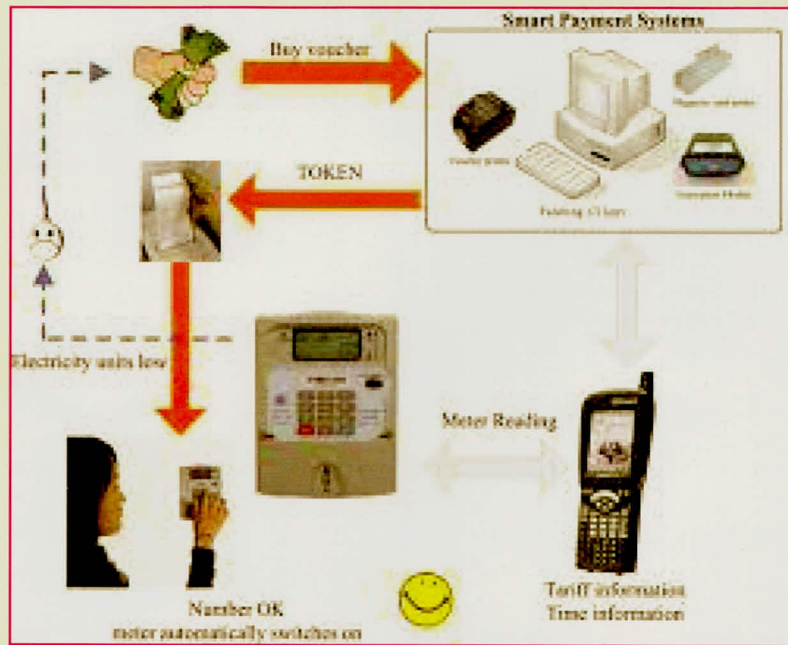 Smart Payment Systems
Buy voucher
TOKEN
Electricity units low
Meter Reading
Number OK
meter automatically switches on
Tariff information
Time information